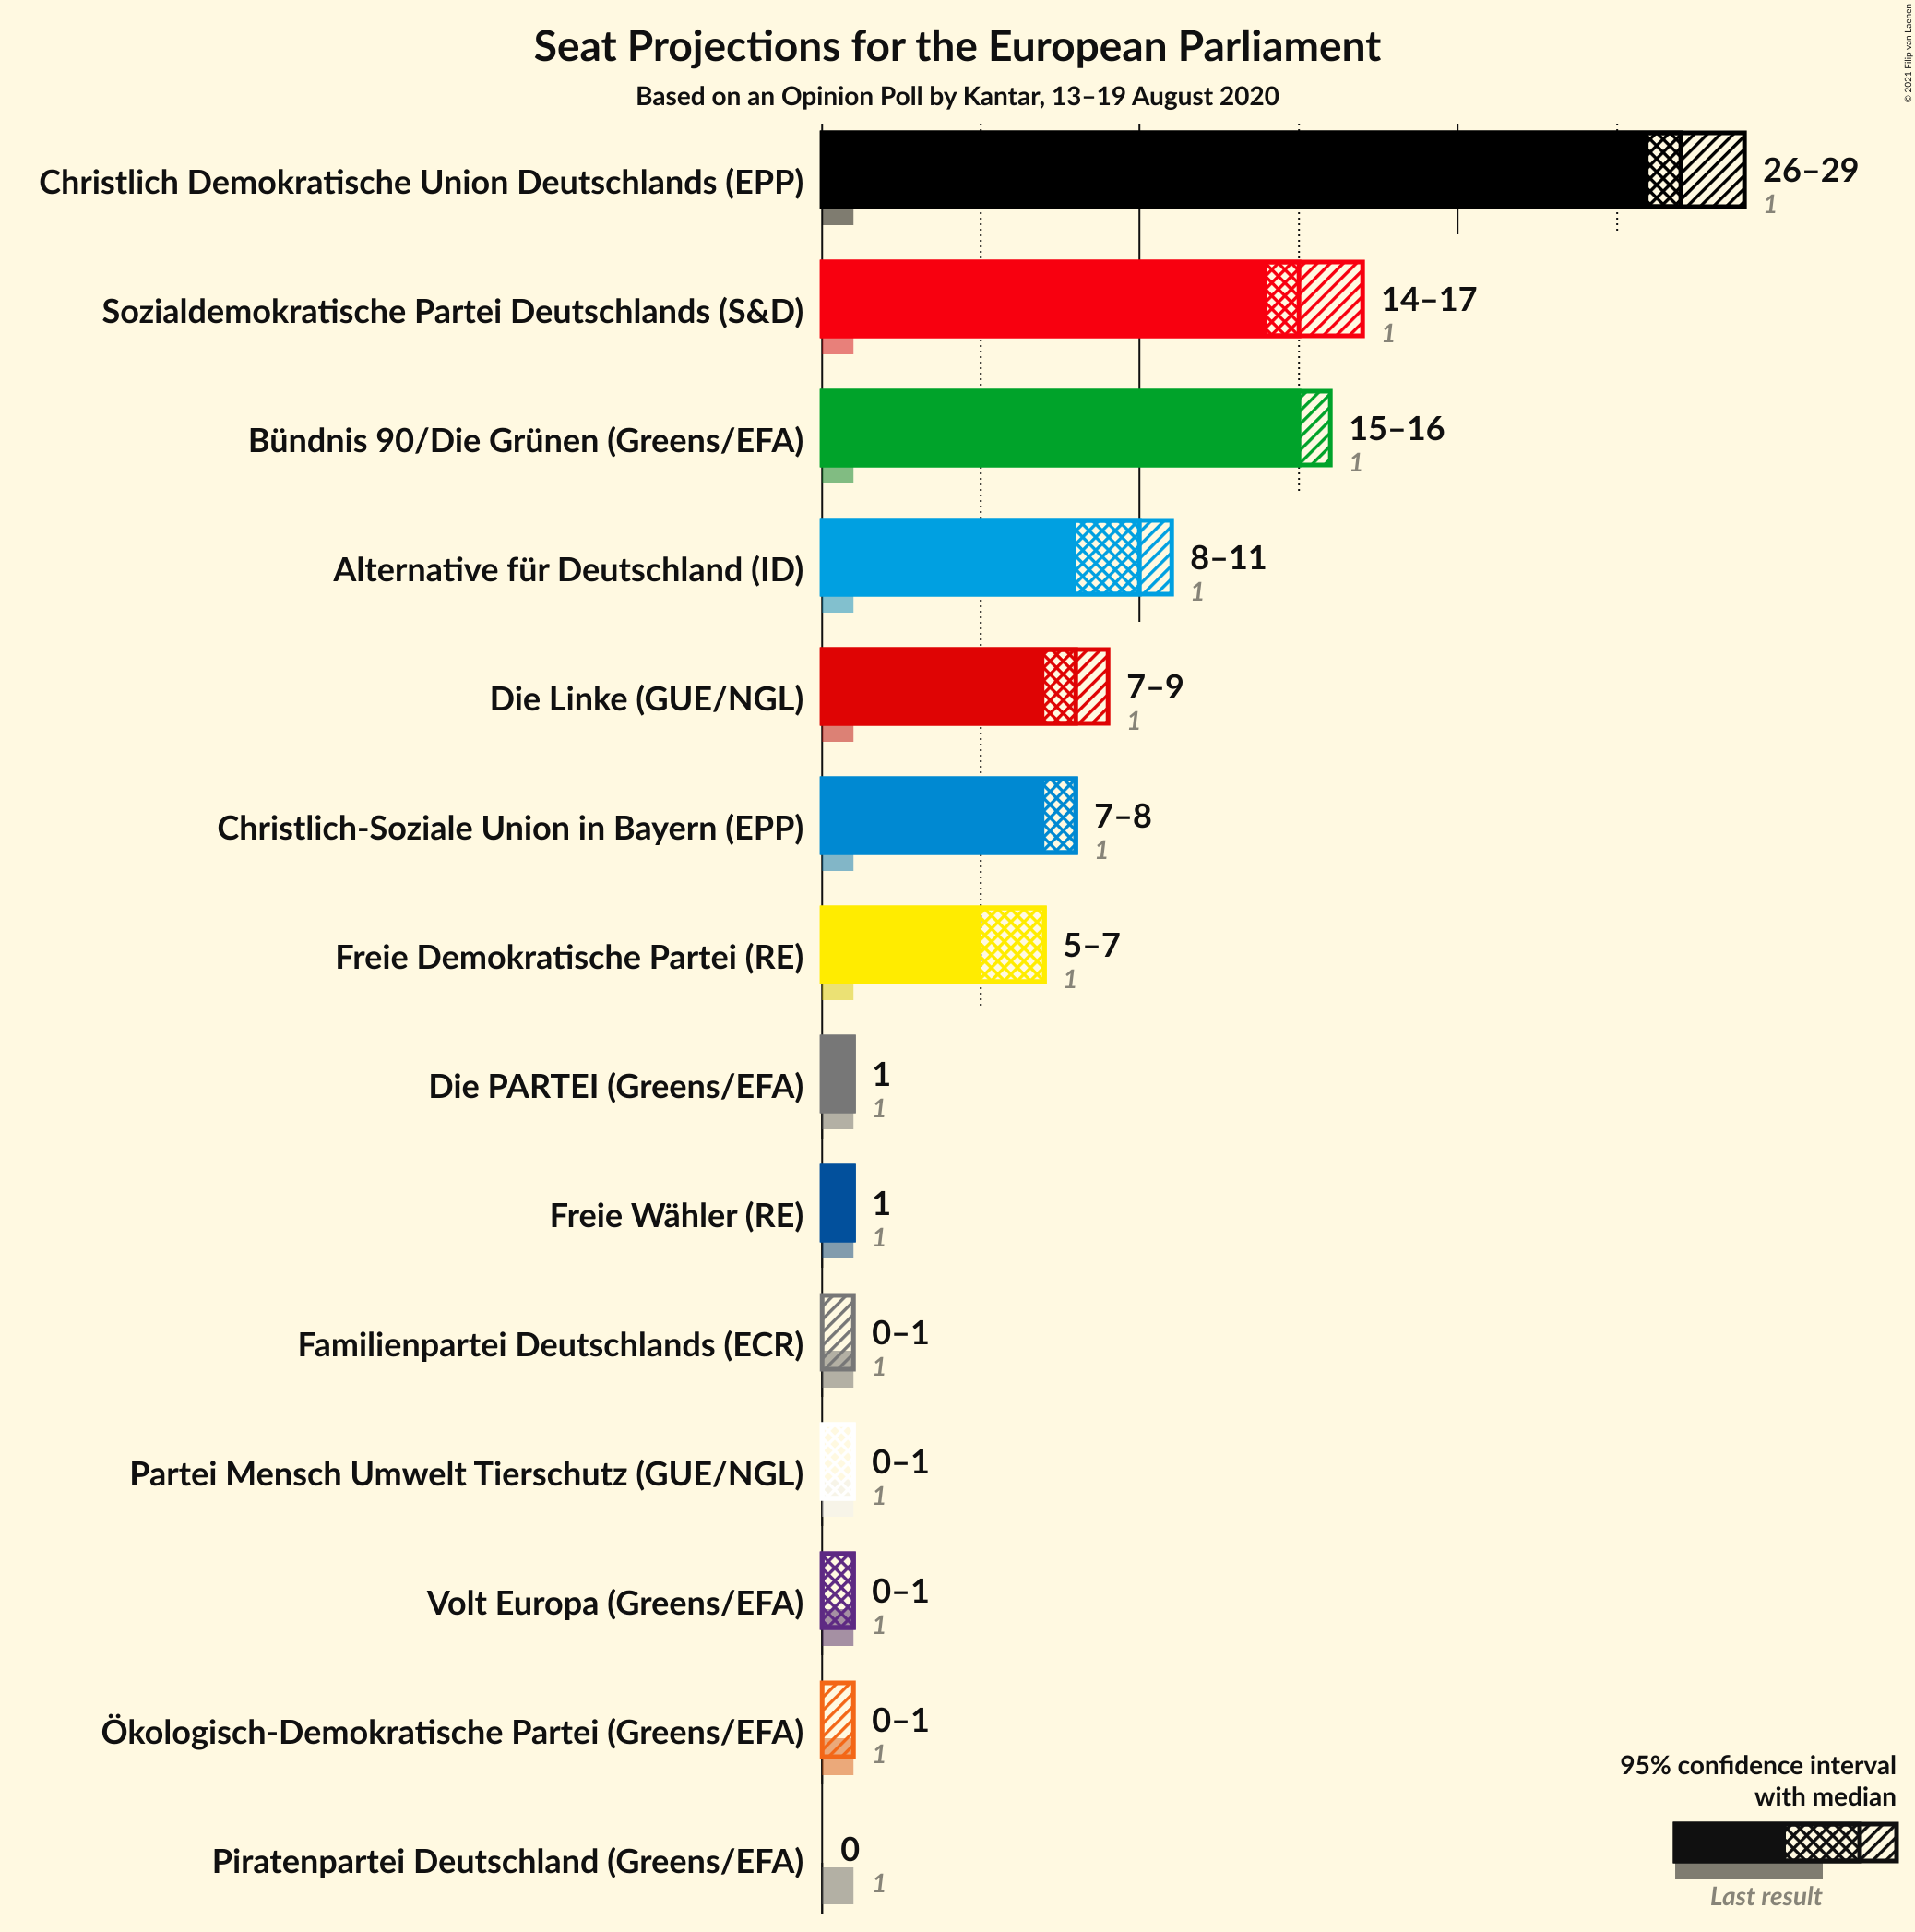 Seat Projections for the European Parliament
Based on an Opinion Poll by Kantar, 13–19 August 2020
© 2021 Filip van Laenen
Christlich Demokratische Union Deutschlands (EPP)
26–29
1
Sozialdemokratische Partei Deutschlands (S&D)
14–17
1
Bündnis 90/Die Grünen (Greens/EFA)
15–16
1
Alternative für Deutschland (ID)
8–11
1
Die Linke (GUE/NGL)
7–9
1
Christlich-Soziale Union in Bayern (EPP)
7–8
1
Freie Demokratische Partei (RE)
5–7
1
Die PARTEI (Greens/EFA)
1
1
Freie Wähler (RE)
1
1
Familienpartei Deutschlands (ECR)
0–1
1
Partei Mensch Umwelt Tierschutz (GUE/NGL)
0–1
1
Volt Europa (Greens/EFA)
0–1
1
Ökologisch-Demokratische Partei (Greens/EFA)
0–1
1
Piratenpartei Deutschland (Greens/EFA)
0
1
95% confidence interval
with median
Last result